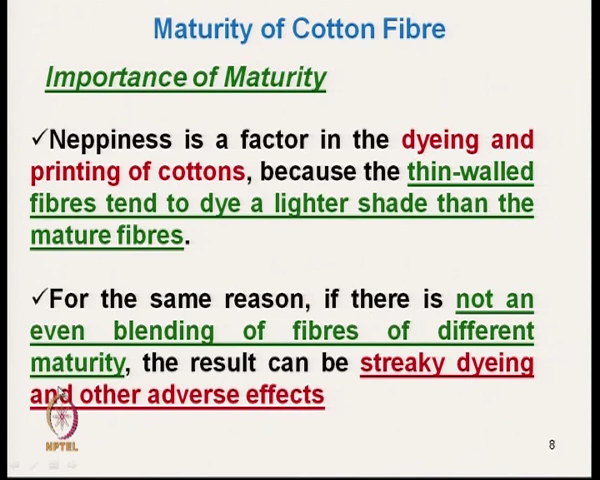 Maturity of Cotton Fibre
Importance of Maturity
✓Neppiness is a factor in the dyeing and
printing of cottons, because the thin-walled
fibres tend to dye a lighter shade than the
mature fibres.
✓For the same reason, if there is not an
even blending of fibres of different
maturity, the result can be streaky dyeing
and other adverse effects
NPTEL
8